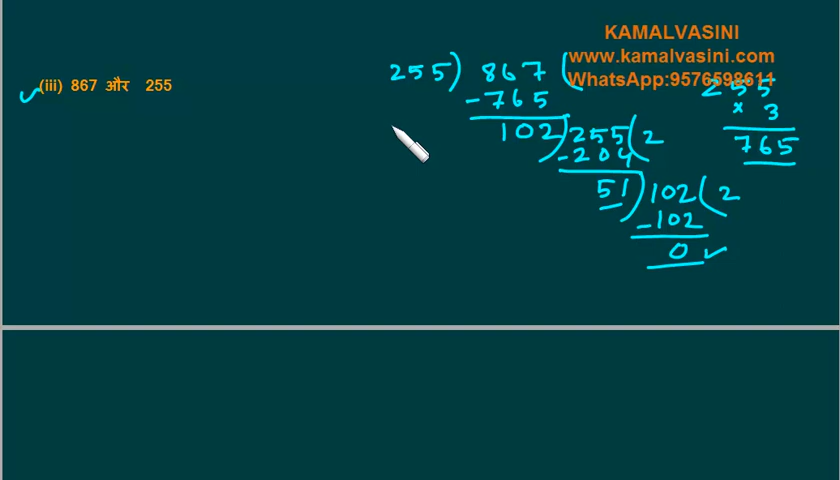 KAMALVASINI
www.kamalvasini.com
WhatsApp:9576598611
(iii) 867 और 255
255) 867 (
-765
102) 255 (2
-204
51) 102 (2
-102
0
255
× 3
765